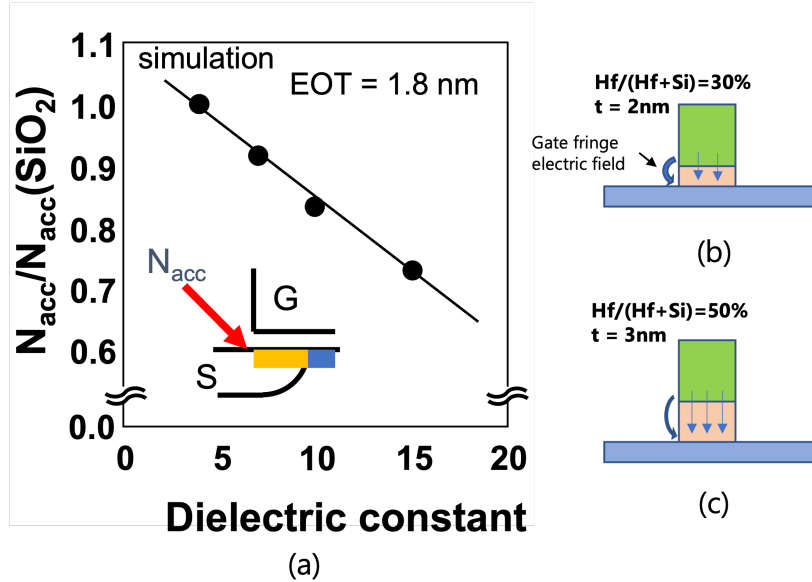 1.1
1.0
0.9
0.8
0.7
0.6
0.0
N_acc/N_acc(SiO₂)
simulation
EOT = 1.8 nm
N_acc
G
S
0
5
10
15
20
Dielectric constant
(a)
Hf/(Hf+Si)=30%
t = 2nm
Gate fringe
electric field
(b)
Hf/(Hf+Si)=50%
t = 3nm
(c)